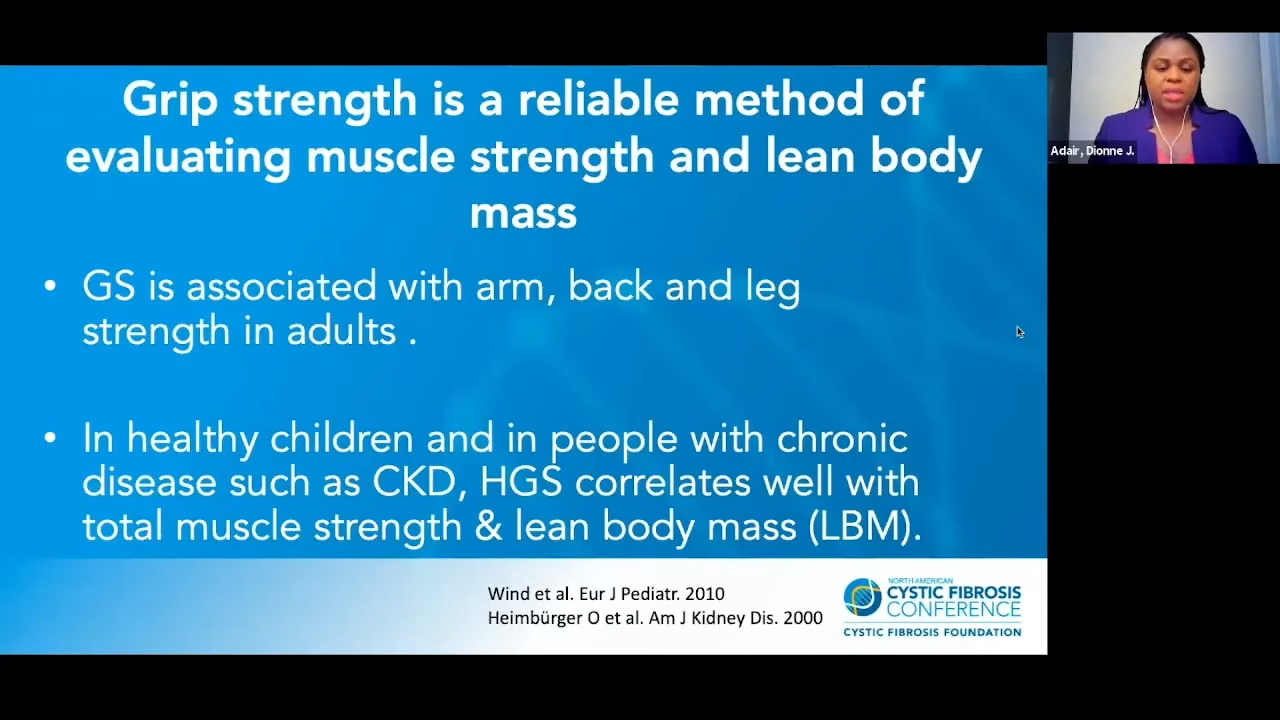 Grip strength is a reliable method of
evaluating muscle strength and lean body
mass
• GS is associated with arm, back and leg
strength in adults .
• In healthy children and in people with chronic
disease such as CKD, HGS correlates well with
total muscle strength & lean body mass (LBM).
Wind et al. Eur J Pediatr. 2010
Heimbürger O et al. Am J Kidney Dis. 2000
NORTH AMERICAN
CYSTIC FIBROSIS
CONFERENCE
CYSTIC FIBROSIS FOUNDATION
Adair, Dionne J.